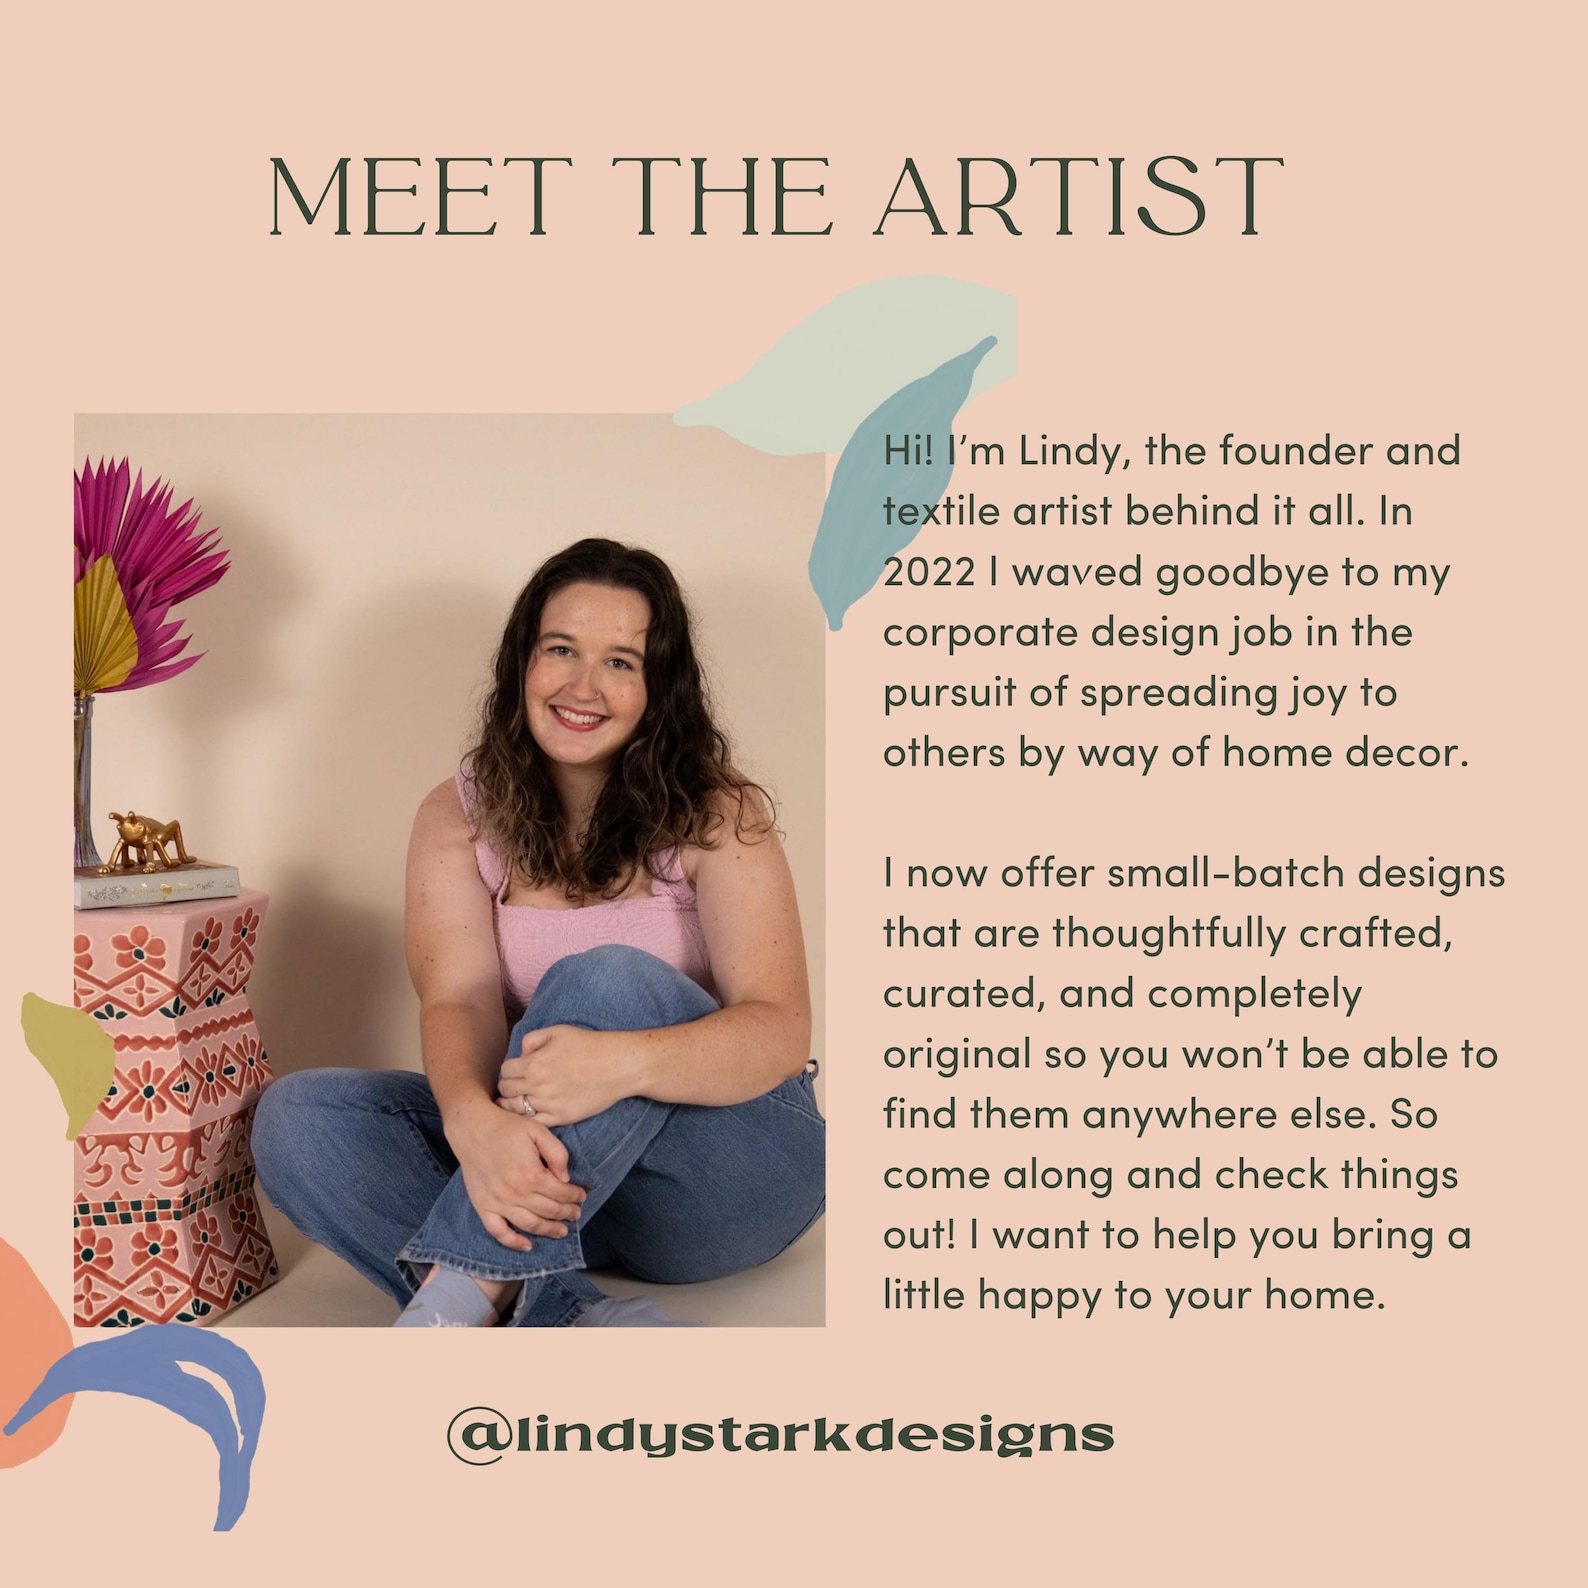 MEET THE ARTIST
Hi! I’m Lindy, the founder and
textile artist behind it all. In
2022 I waved goodbye to my
corporate design job in the
pursuit of spreading joy to
others by way of home decor.
I now offer small-batch designs
that are thoughtfully crafted,
curated, and completely
original so you won’t be able to
find them anywhere else. So
come along and check things
out! I want to help you bring a
little happy to your home.
@lindystarkdesigns